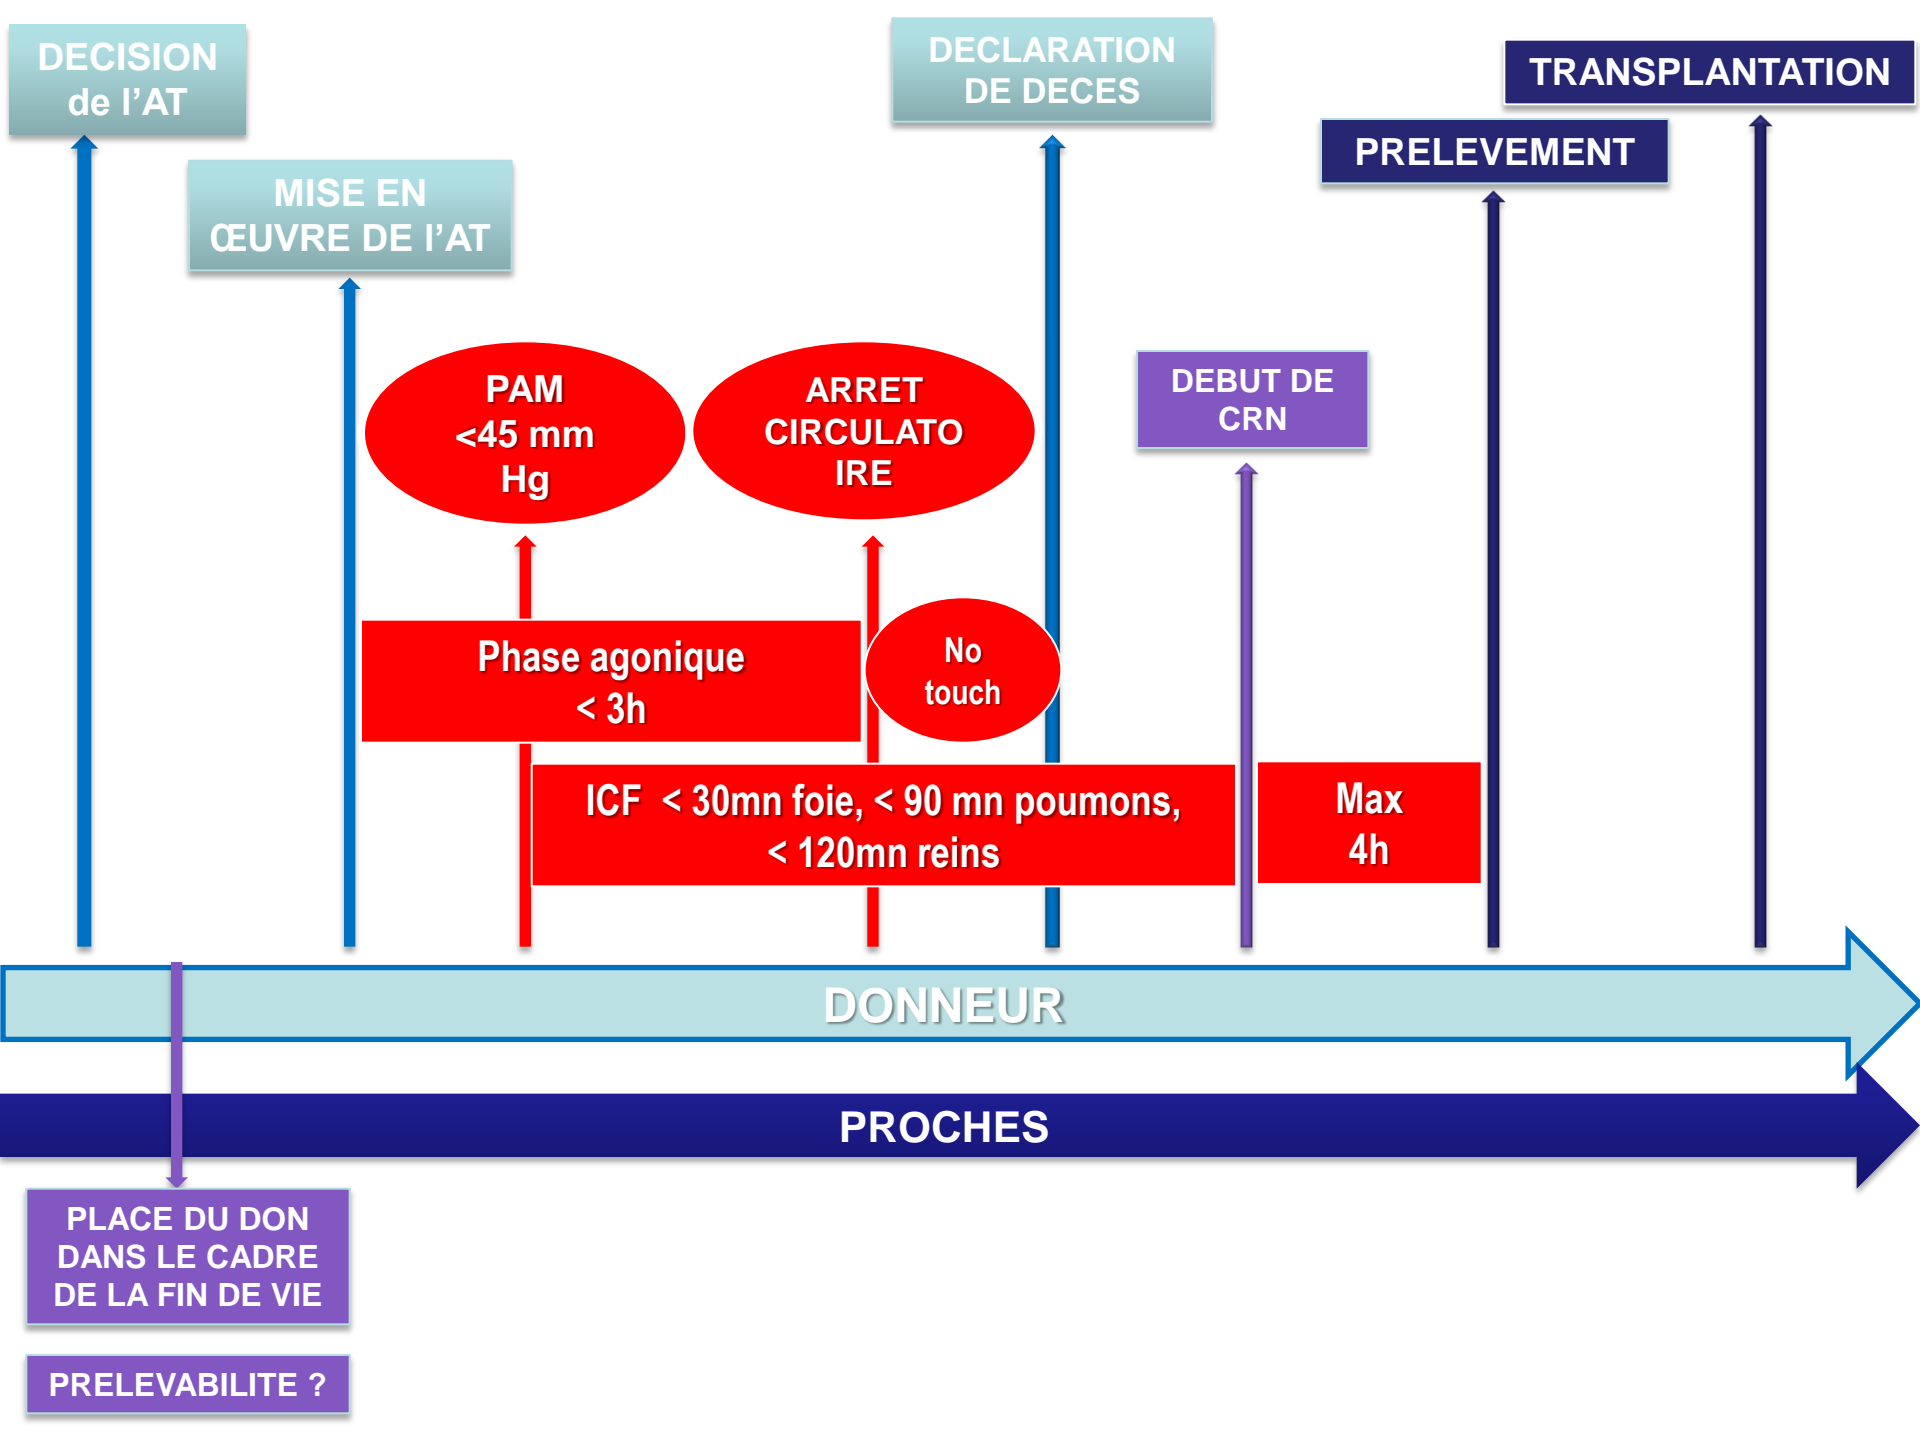 DECISION
de l’AT
MISE EN
ŒUVRE DE l’AT
DECLARATION
DE DECES
TRANSPLANTATION
PRELEVEMENT
PAM
<45 mm
Hg
ARRET
CIRCULATO
IRE
DEBUT DE
CRN
Phase agonique
< 3h
No
touch
ICF < 30mn foie, < 90 mn poumons,
< 120mn reins
Max
4h
DONNEUR
PROCHES
PLACE DU DON
DANS LE CADRE
DE LA FIN DE VIE
PRELEVABILITE ?